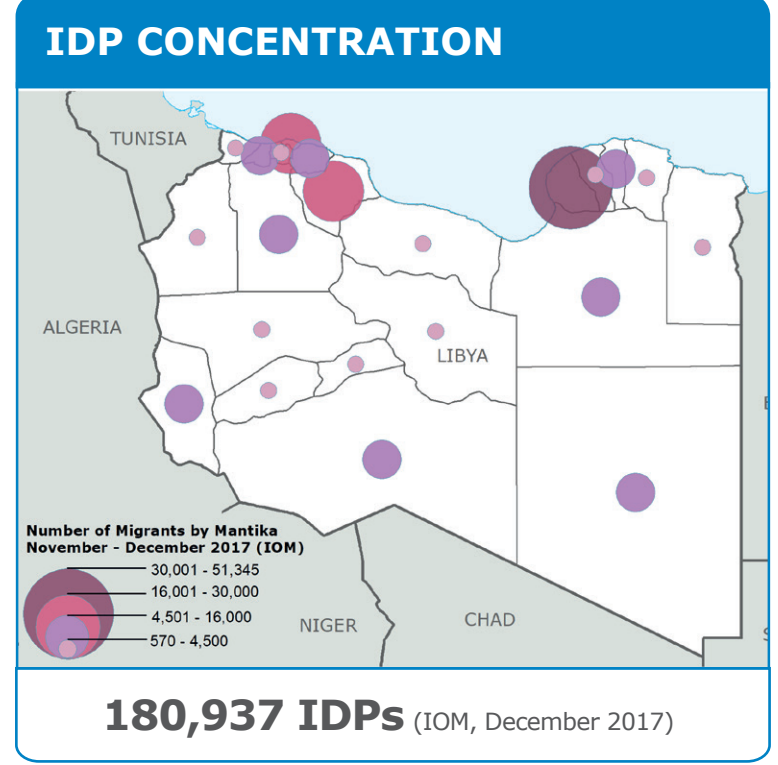 IDP CONCENTRATION
TUNISIA
ALGERIA
LIBYA
Number of Migrants by Mantika
November - December 2017 (IOM)
30,001 - 51,345
16,001 - 30,000
4,501 - 16,000
570 - 4,500
NIGER
CHAD
180,937 IDPs (IOM, December 2017)